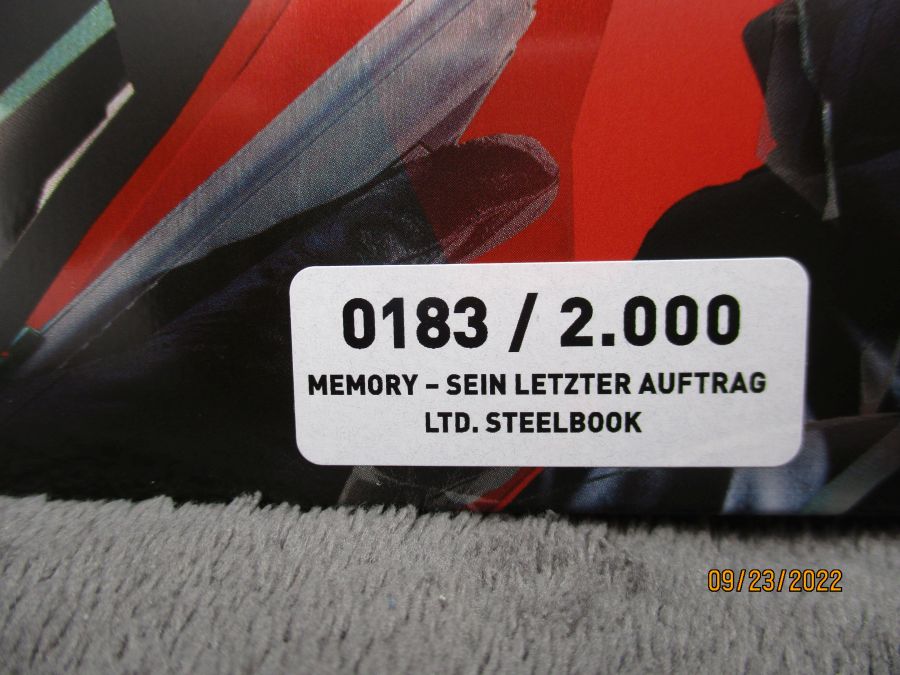 0183 / 2.000
MEMORY – SEIN LETZTER AUFTRAG
LTD. STEELBOOK
09/23/2022